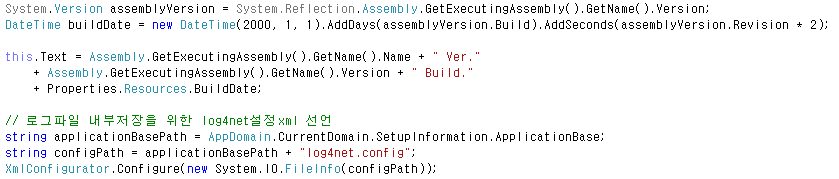 System.Version assemblyVersion = System.Reflection.Assembly.GetExecutingAssembly().GetName().Version;
DateTime buildDate = new DateTime(2000, 1, 1).AddDays(assemblyVersion.Build).AddSeconds(assemblyVersion.Revision * 2);
this.Text = Assembly.GetExecutingAssembly().GetName().Name + " Ver."
+ Assembly.GetExecutingAssembly().GetName().Version + " Build."
+ Properties.Resources.BuildDate;
// 로그파일 내부저장을 위한 log4net설정xml 선언
string applicationBasePath = AppDomain.CurrentDomain.SetupInformation.ApplicationBase;
string configPath = applicationBasePath + "log4net.config";
XmlConfigurator.Configure(new System.IO.FileInfo(configPath));